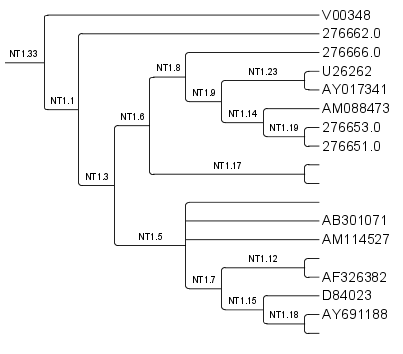 V00348
276662.0
NT1.33
276666.0
NT1.8
NT1.23
U26262
AY017341
NT1.9
NT1.1
AM088473
NT1.6
NT1.14
276653.0
NT1.19
276651.0
NT1.17
NT1.3
AB301071
NT1.5
AM114527
NT1.12
AF326382
NT1.7
D84023
NT1.15
AY691188
NT1.18